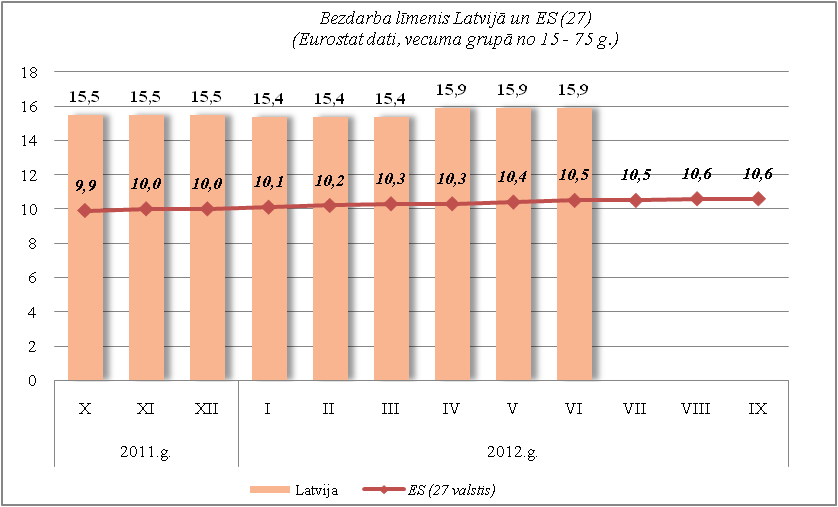 Bezdarba līmenis Latvijā un ES (27)
(Eurostat dati, vecuma grupā no 15 - 75 g.)
18
16
14
12
10
8
6
4
2
0
15,5 15,5 15,5 15,4 15,4 15,4 15,9 15,9 15,9
9,9 10,0 10,0 10,1 10,2 10,3 10,3 10,4 10,5 10,5 10,6 10,6
X XI XII I II III IV V VI VII VIII IX
2011.g. 2012.g.
Latvija ES (27 valstis)